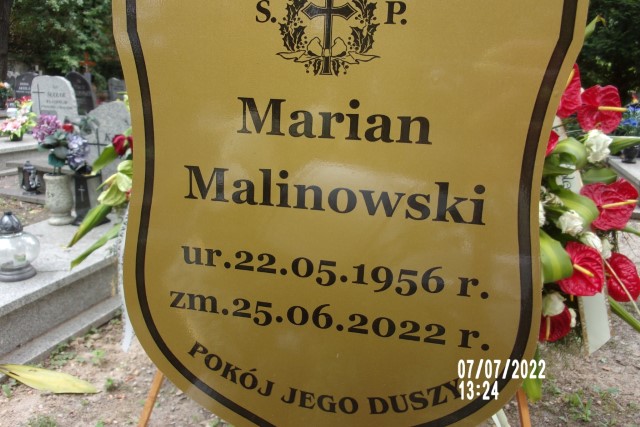 Ś. P.
Marian
Malinowski
ur.22.05.1956 r.
zm.25.06.2022 r.
POKÓJ JEGO DUSZY
07/07/2022
13:24